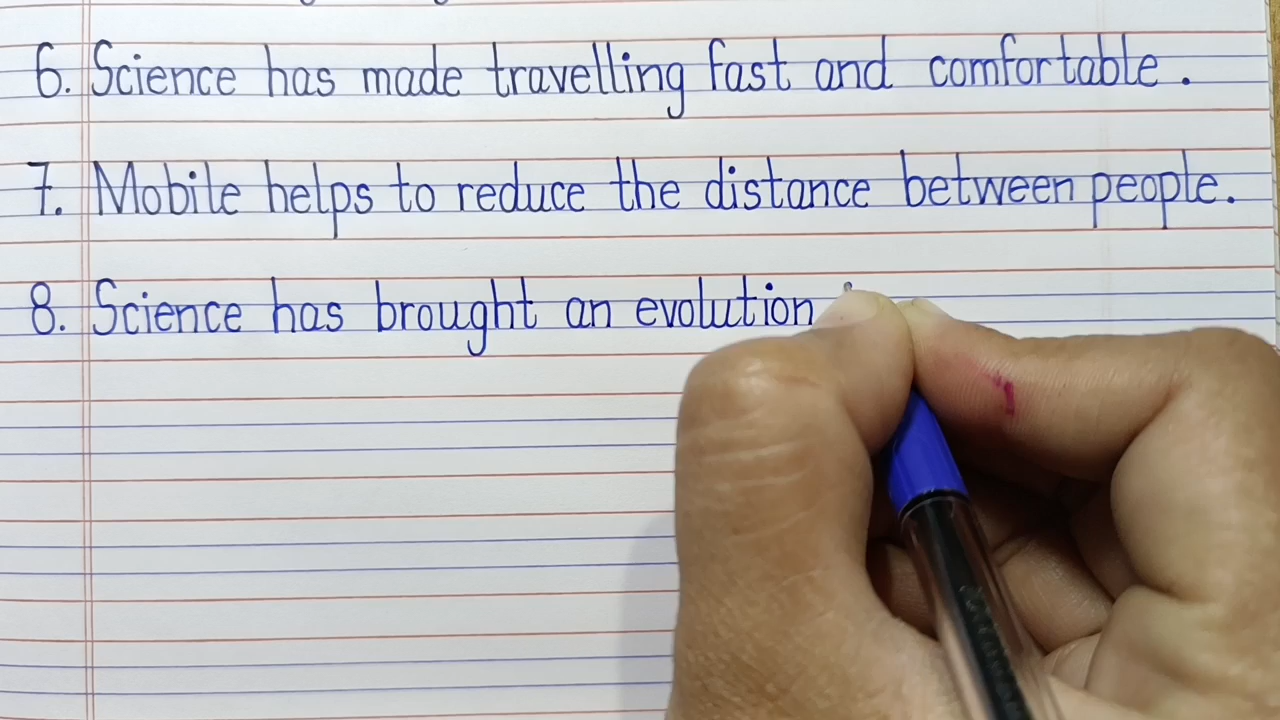 6. Science has made travelling fast and comfortable.
7. Mobile helps to reduce the distance between people.
8. Science has brought an evolution